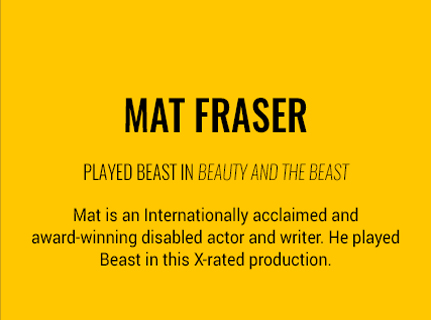 MAT FRASER
PLAYED BEAST IN BEAUTY AND THE BEAST
Mat is an Internationally acclaimed and
award-winning disabled actor and writer. He played
Beast in this X-rated production.